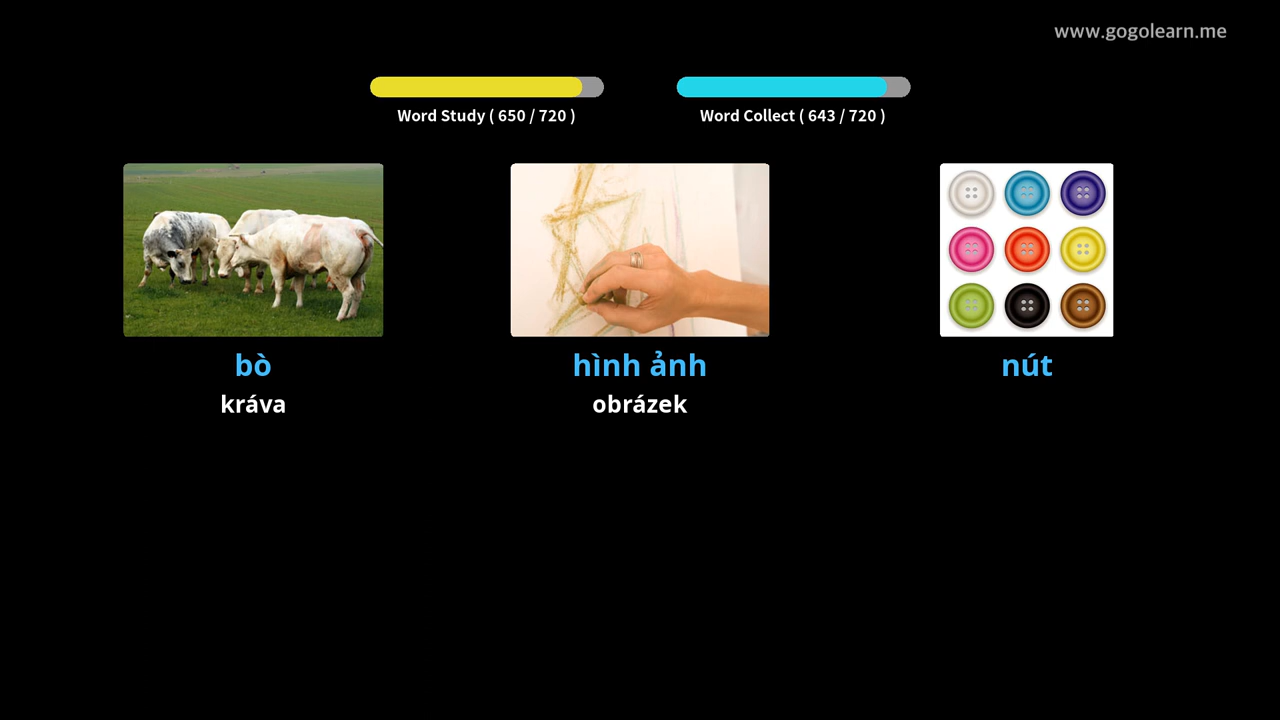 www.gogolearn.me
Word Study ( 650 / 720 )
Word Collect ( 643 / 720 )
bò
hình ảnh
nút
kráva
obrázek